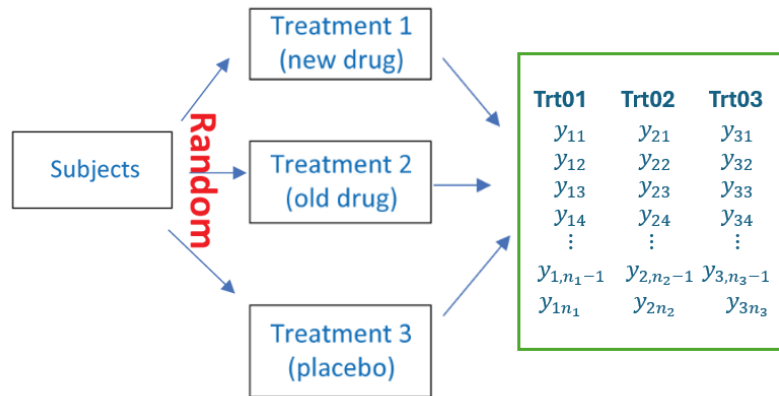 Subjects
Random
Treatment 1
(new drug)
Treatment 2
(old drug)
Treatment 3
(placebo)
Trt01 Trt02 Trt03
y₁₁ y₂₁ y₃₁
y₁₂ y₂₂ y₃₂
y₁₃ y₂₃ y₃₃
y₁₄ y₂₄ y₃₄
⋮ ⋮ ⋮
y₁,ₙ₁₋₁ y₂,ₙ₂₋₁ y₃,ₙ₃₋₁
y₁ₙ₁ y₂ₙ₂ y₃ₙ₃